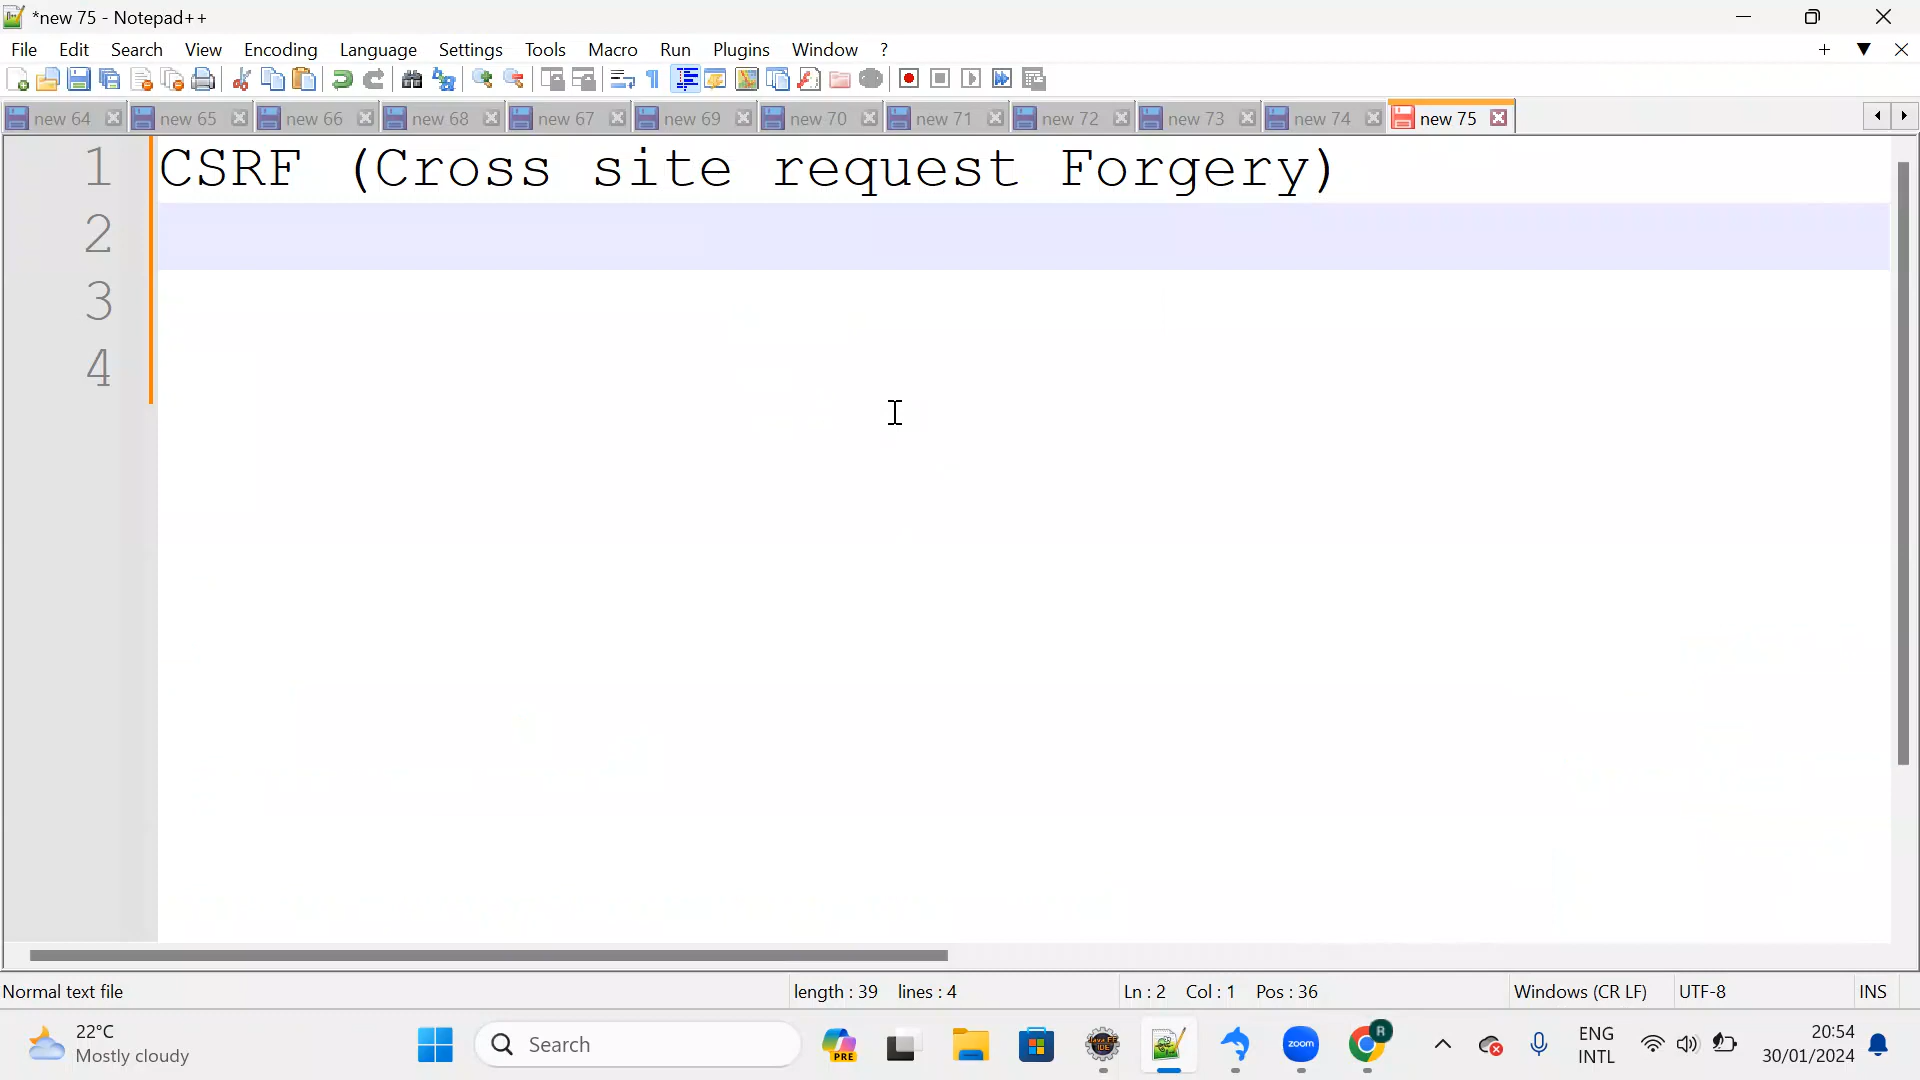 *new 75 - Notepad++
File Edit Search View Encoding Language Settings Tools Macro Run Plugins Window ?
new 64 new 65 new 66 new 68 new 67 new 69 new 70 new 71 new 72 new 73 new 74 new 75
1 CSRF (Cross site request Forgery)
2
3
4
Normal text file length : 39 lines : 4 Ln : 2 Col : 1 Pos : 36 Windows (CR LF) UTF-8 INS
22°C
Mostly cloudy
Search
PRE
zoom
R
ENG
INTL
20:54
30/01/2024